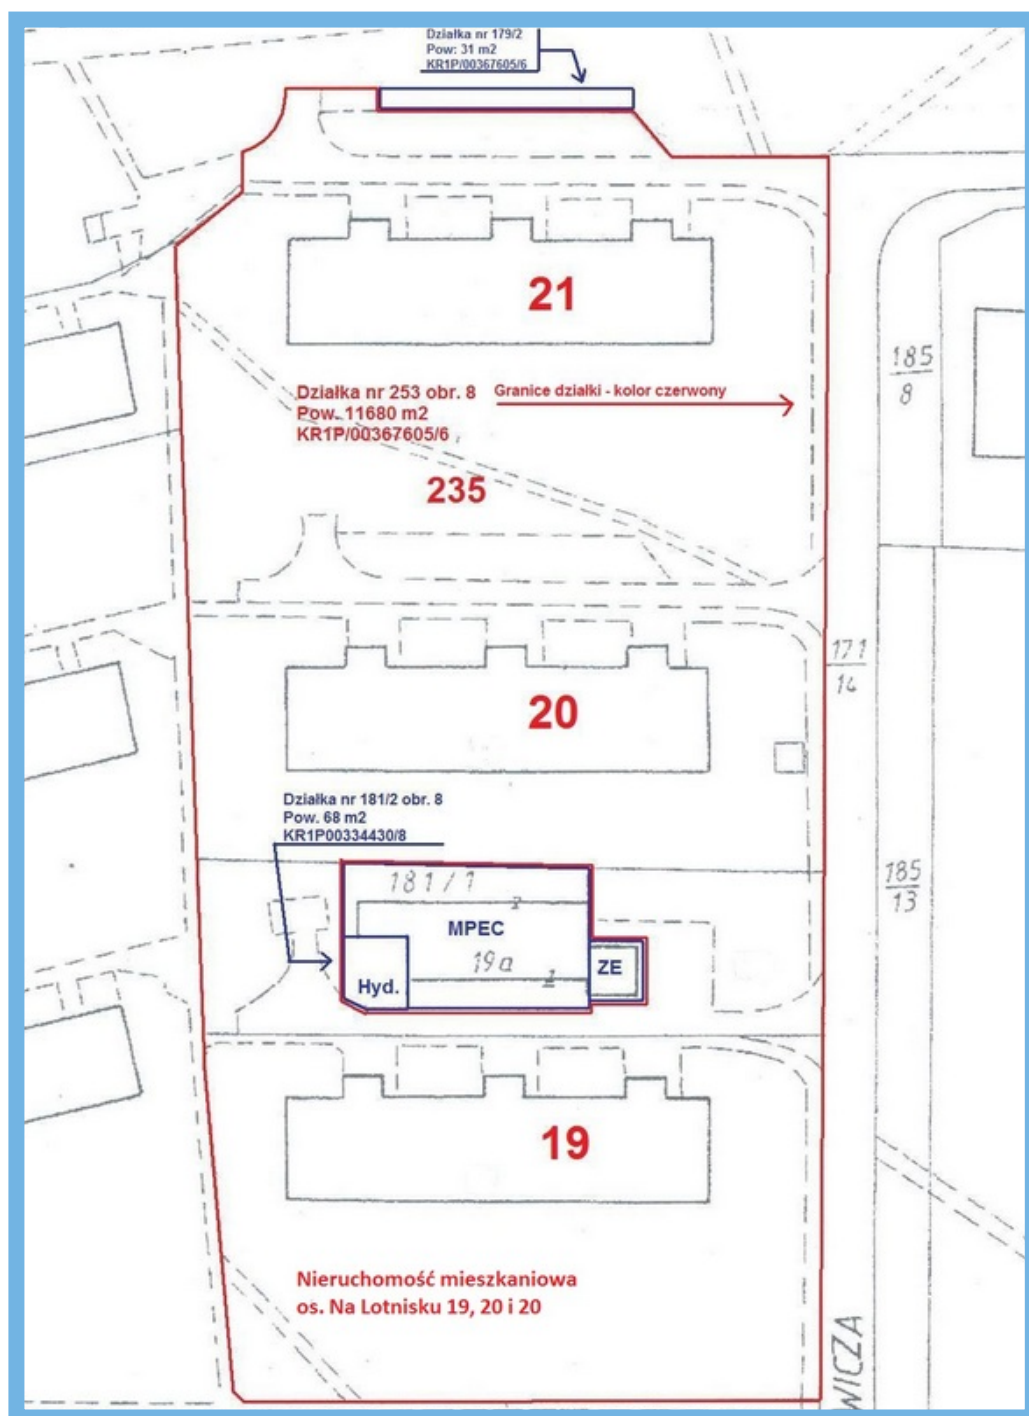 Działka nr 179/2
Pow: 31 m2
KR1P/00367605/6
21
Działka nr 253 obr. 8
Pow. 11680 m2
KR1P/00367605/6
Granice działki - kolor czerwony
185
8
235
171
14
20
Działka nr 181/2 obr. 8
Pow. 68 m2
KR1P00334430/8
181/1
2
MPEC
19a
1
ZE
Hyd.
185
13
19
Nieruchomość mieszkaniowa
os. Na Lotnisku 19, 20 i 20
WICZA